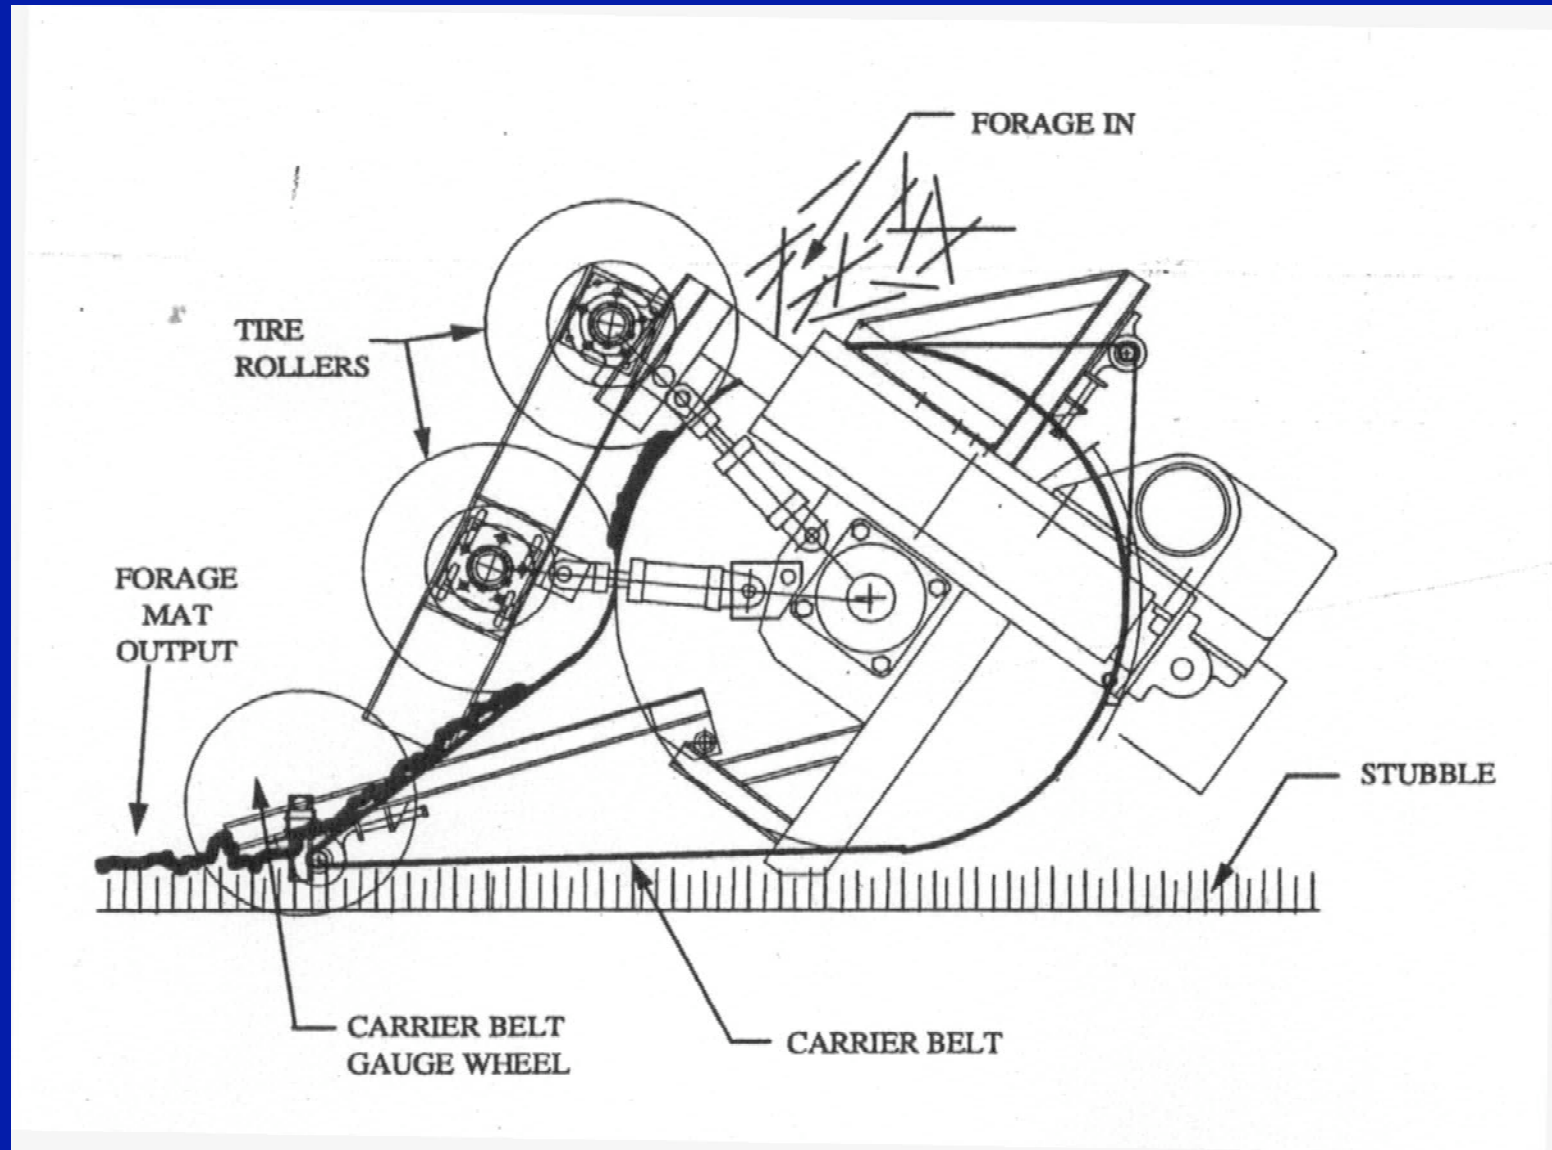 FORAGE IN
TIRE
ROLLERS
FORAGE
MAT
OUTPUT
STUBBLE
CARRIER BELT
GAUGE WHEEL
CARRIER BELT